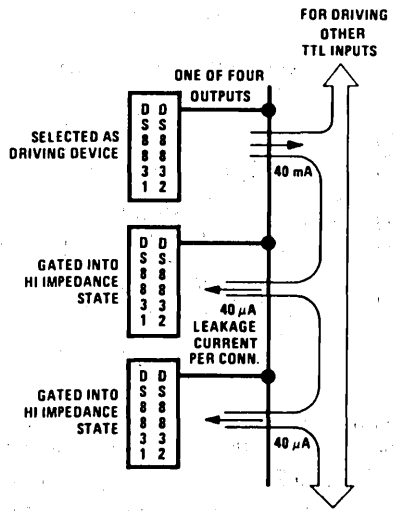 FOR DRIVING
OTHER
TTL INPUTS
ONE OF FOUR
OUTPUTS
SELECTED AS
DRIVING DEVICE
DS8831
DS8832
40 mA
GATED INTO
HI IMPEDANCE
STATE
DS8831
DS8832
40 µA
LEAKAGE
CURRENT
PER CONN.
GATED INTO
HI IMPEDANCE
STATE
DS8831
DS8832
40 µA